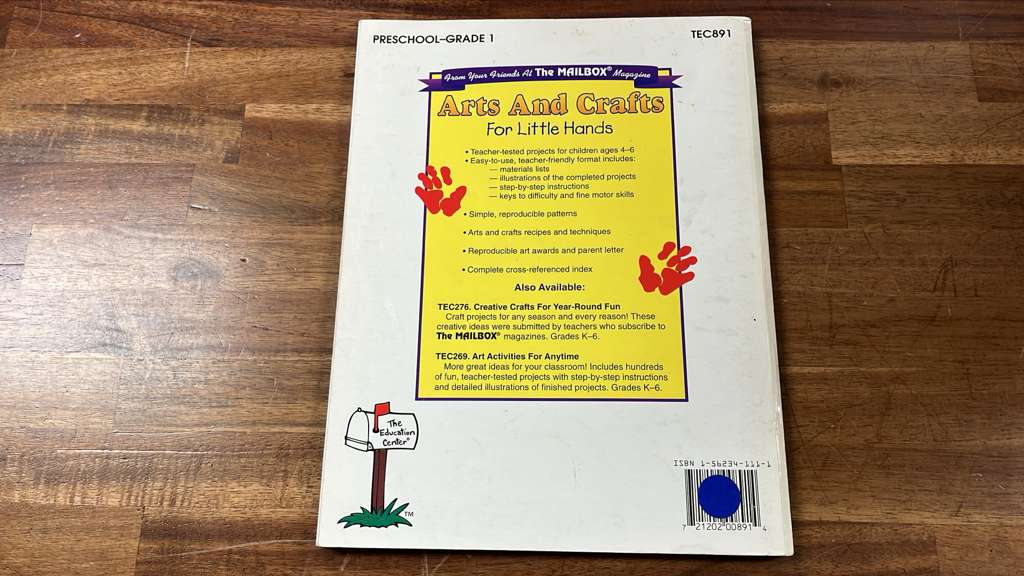 PRESCHOOL–GRADE 1
TEC891
From Your Friends At The MAILBOX® Magazine
Arts And Crafts
For Little Hands
• Teacher-tested projects for children ages 4–6
• Easy-to-use, teacher-friendly format includes:
— materials lists
— illustrations of the completed projects
— step-by-step instructions
— keys to difficulty and fine motor skills
• Simple, reproducible patterns
• Arts and crafts recipes and techniques
• Reproducible art awards and parent letter
• Complete cross-referenced index
Also Available:
TEC276. Creative Crafts For Year-Round Fun
Craft projects for any season and every reason! These
creative ideas were submitted by teachers who subscribe to
The MAILBOX® magazines. Grades K–6.
TEC269. Art Activities For Anytime
More great ideas for your classroom! Includes hundreds
of fun, teacher-tested projects with step-by-step instructions
and detailed illustrations of finished projects. Grades K–6.
The
Education
Center®
TM
ISBN 1-56234-111-1
7 21202 00891 4